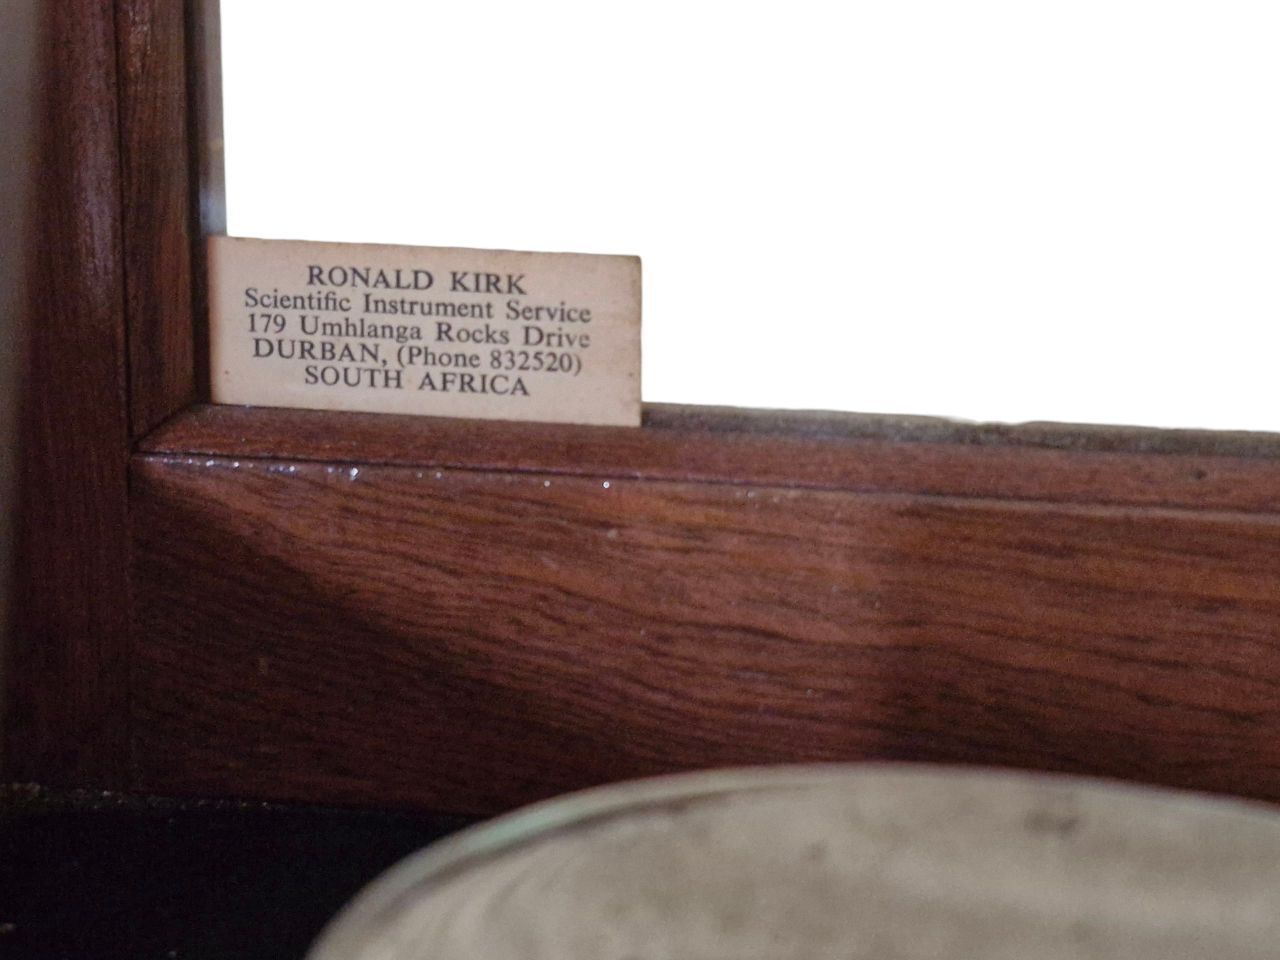 RONALD KIRK
Scientific Instrument Service
179 Umhlanga Rocks Drive
DURBAN, (Phone 832520)
SOUTH AFRICA